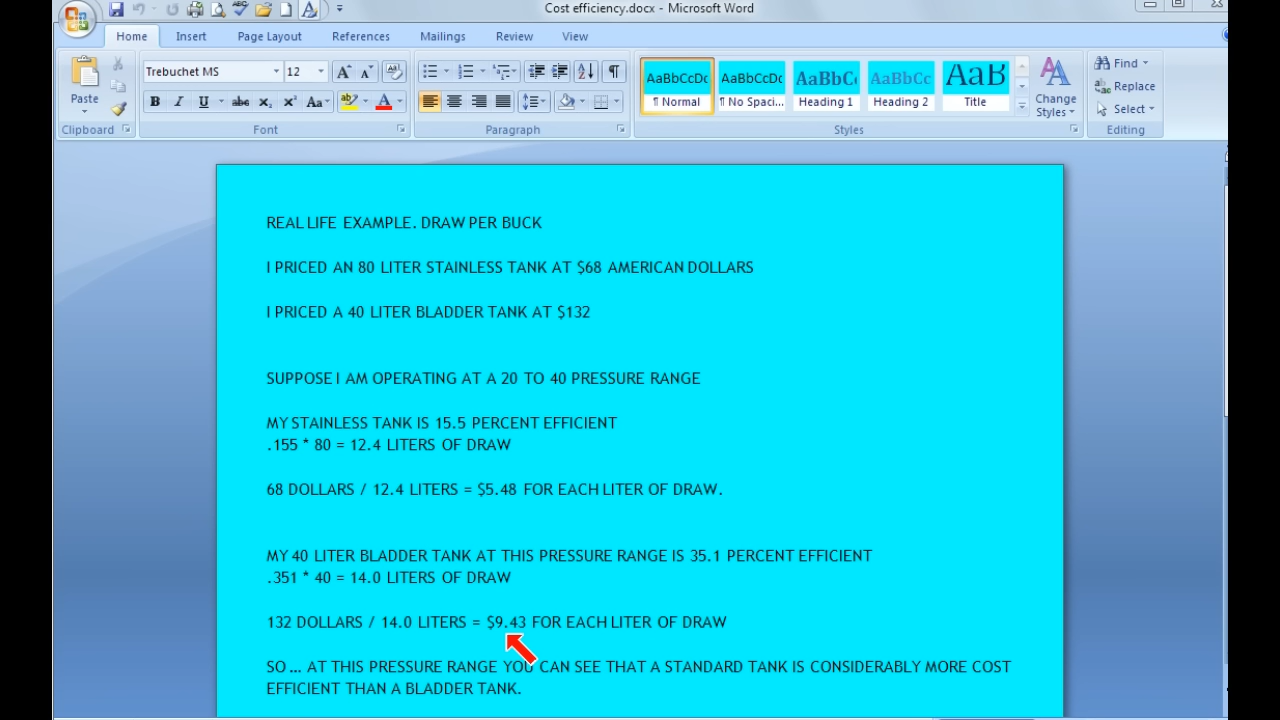 Cost efficiency.docx - Microsoft Word
Home Insert Page Layout References Mailings Review View
Trebuchet MS 12
Paste
B I U abc x₂ x² Aa A
AaBbCcDc AaBbCcDc AaBbC AaBbCc AaB
¶ Normal ¶ No Spaci... Heading 1 Heading 2 Title
Change Styles
Find
Replace
Select
Clipboard Font Paragraph Styles Editing
REAL LIFE EXAMPLE. DRAW PER BUCK
I PRICED AN 80 LITER STAINLESS TANK AT $68 AMERICAN DOLLARS
I PRICED A 40 LITER BLADDER TANK AT $132
SUPPOSE I AM OPERATING AT A 20 TO 40 PRESSURE RANGE
MY STAINLESS TANK IS 15.5 PERCENT EFFICIENT
.155 * 80 = 12.4 LITERS OF DRAW
68 DOLLARS / 12.4 LITERS = $5.48 FOR EACH LITER OF DRAW.
MY 40 LITER BLADDER TANK AT THIS PRESSURE RANGE IS 35.1 PERCENT EFFICIENT
.351 * 40 = 14.0 LITERS OF DRAW
132 DOLLARS / 14.0 LITERS = $9.43 FOR EACH LITER OF DRAW
SO ... AT THIS PRESSURE RANGE YOU CAN SEE THAT A STANDARD TANK IS CONSIDERABLY MORE COST
EFFICIENT THAN A BLADDER TANK.